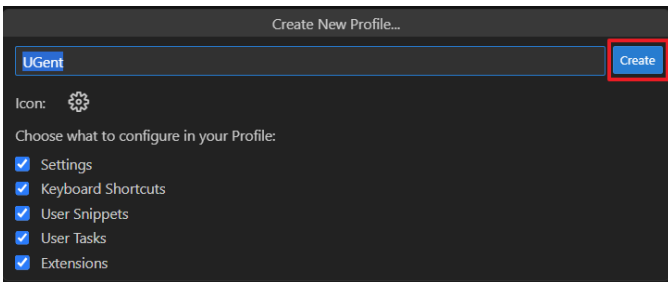 Create New Profile...
UGent
Create
Icon:
Choose what to configure in your Profile:
Settings
Keyboard Shortcuts
User Snippets
User Tasks
Extensions